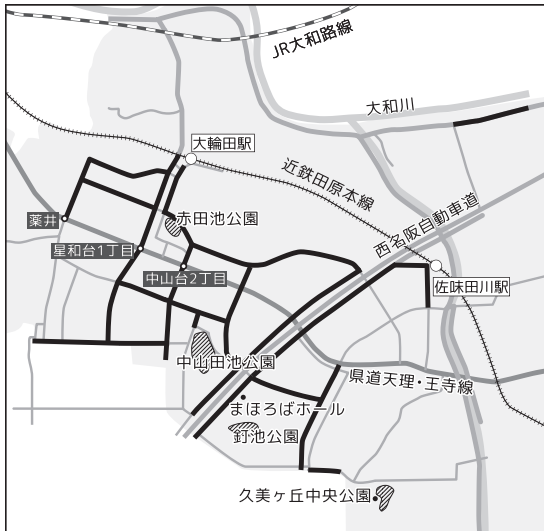 JR大和路線
大和川
大輪田駅
近鉄田原本線
西名阪自動車道
赤田池公園
薬井
星和台1丁目
中山台2丁目
佐味田川駅
中山田池公園
県道天理・王寺線
まほろばホール
釘池公園
久美ヶ丘中央公園